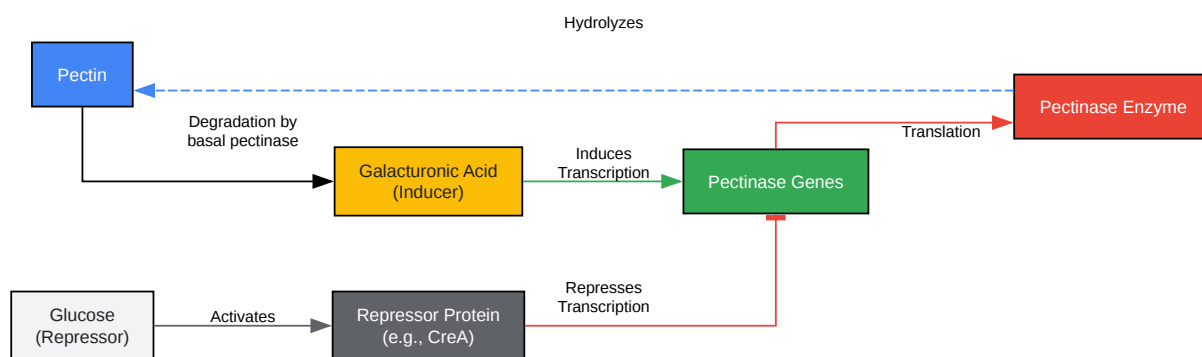 Hydrolyzes
Pectin
Pectinase Enzyme
Degradation by
basal pectinase
Translation
Galacturonic Acid
(Inducer)
Induces
Transcription
Pectinase Genes
Glucose
(Repressor)
Activates
Repressor Protein
(e.g., CreA)
Represses
Transcription